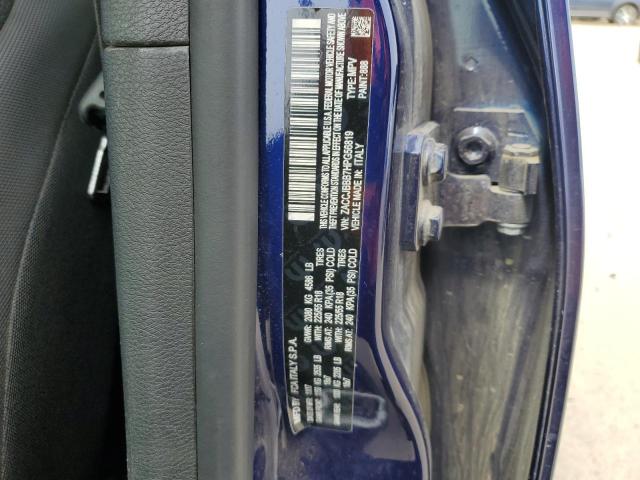 MFD BY: FCA ITALY S.P.A.
GVWR: 2080 KG 4586 LB
TIRES
WITH: 225/55 R18
RIMS AT: 240 KPA(35 PSI) COLD
TIRES
WITH: 225/55 R18
RIMS AT: 240 KPA(35 PSI) COLD
THIS VEHICLE CONFORMS TO ALL APPLICABLE U.S.A. FEDERAL MOTOR VEHICLE SAFETY AND
THEFT PREVENTION STANDARDS IN EFFECT ON THE DATE OF MANUFACTURE SHOWN ABOVE.
VIN: ZACCJBBB7HPG56819
TYPE: MPV
VEHICLE MADE IN: ITALY
PAINT: 888